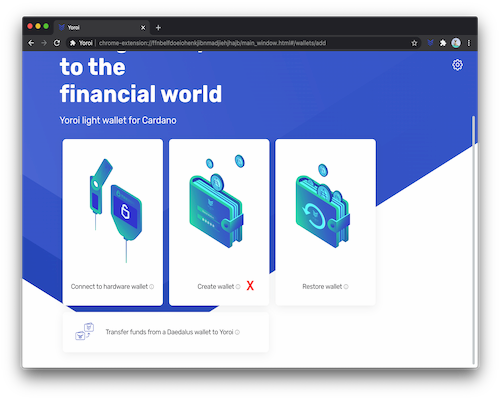 Yoroi
Yoroi | chrome-extension://ffnbelfdoeiohenkjibnmadjiehjhajb/main_window.html#/wallets/add
to the
financial world
Yoroi light wallet for Cardano
6
Connect to hardware wallet
Create wallet X
Restore wallet
Transfer funds from a Daedalus wallet to Yoroi